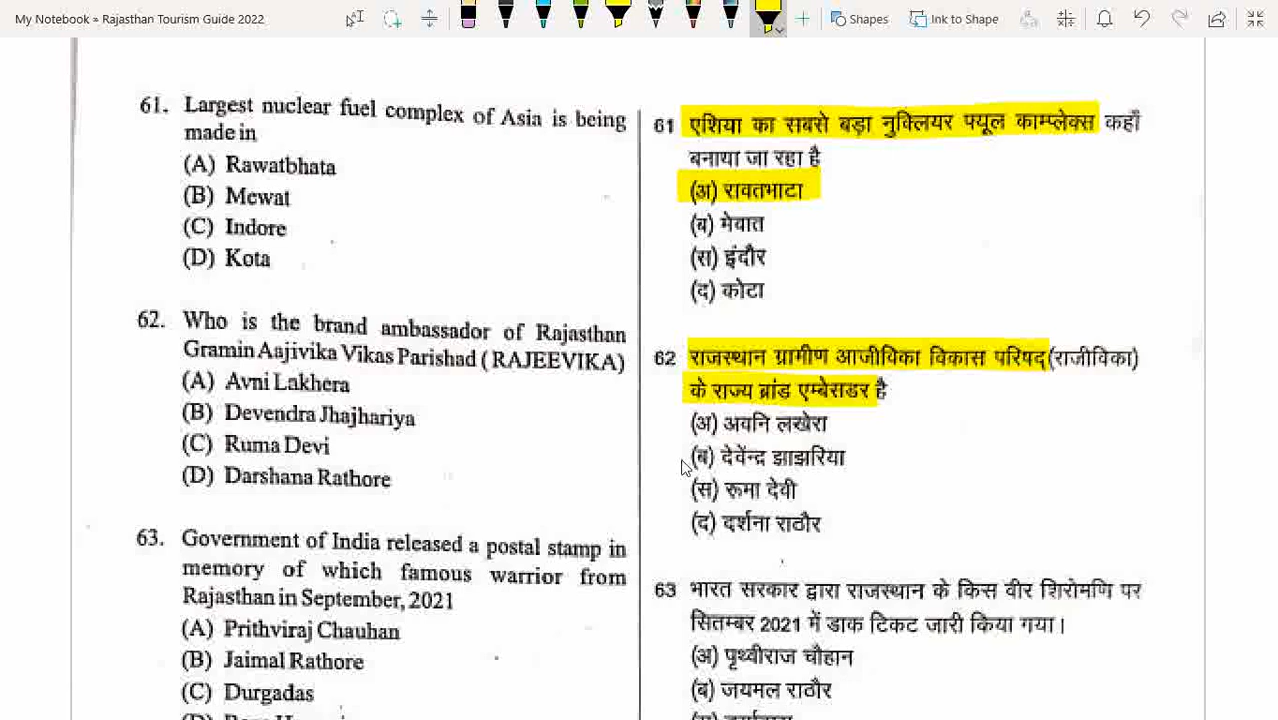 My Notebook » Rajasthan Tourism Guide 2022
Shapes
Ink to Shape
61. Largest nuclear fuel complex of Asia is being
made in
(A) Rawatbhata
(B) Mewat
(C) Indore
(D) Kota
62. Who is the brand ambassador of Rajasthan
Gramin Aajivika Vikas Parishad (RAJEEVIKA)
(A) Avni Lakhera
(B) Devendra Jhajhariya
(C) Ruma Devi
(D) Darshana Rathore
63. Government of India released a postal stamp in
memory of which famous warrior from
Rajasthan in September, 2021
(A) Prithviraj Chauhan
(B) Jaimal Rathore
(C) Durgadas
61 एशिया का सबसे बड़ा नुक्लियर फ्यूल काम्प्लेक्स कहाँ
बनाया जा रहा है
(अ) रावतभाटा
(ब) मेवात
(स) इंदौर
(द) कोटा
62 राजस्थान ग्रामीण आजीविका विकास परिषद (राजीविका)
के राज्य ब्रांड एम्बेसडर है
(अ) अवनि लखेरा
(ब) देवेंन्द्र झाझरिया
(स) रूमा देवी
(द) दर्शना राठौर
63 भारत सरकार द्वारा राजस्थान के किस वीर शिरोमणि पर
सितम्बर 2021 में डाक टिकट जारी किया गया।
(अ) पृथ्वीराज चौहान
(ब) जयमल राठौर